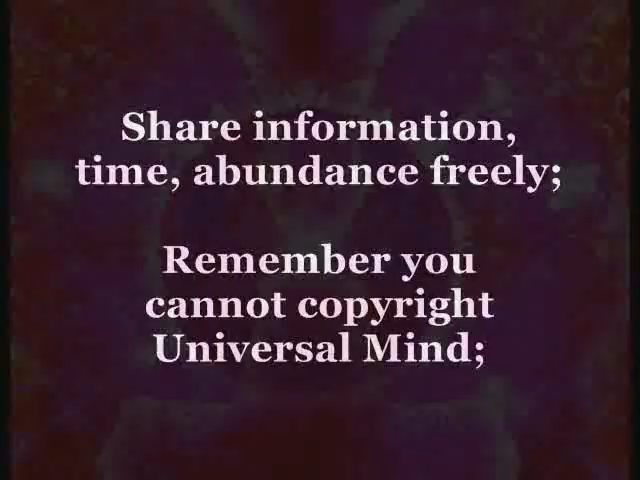 Share information,
time, abundance freely;
Remember you
cannot copyright
Universal Mind;